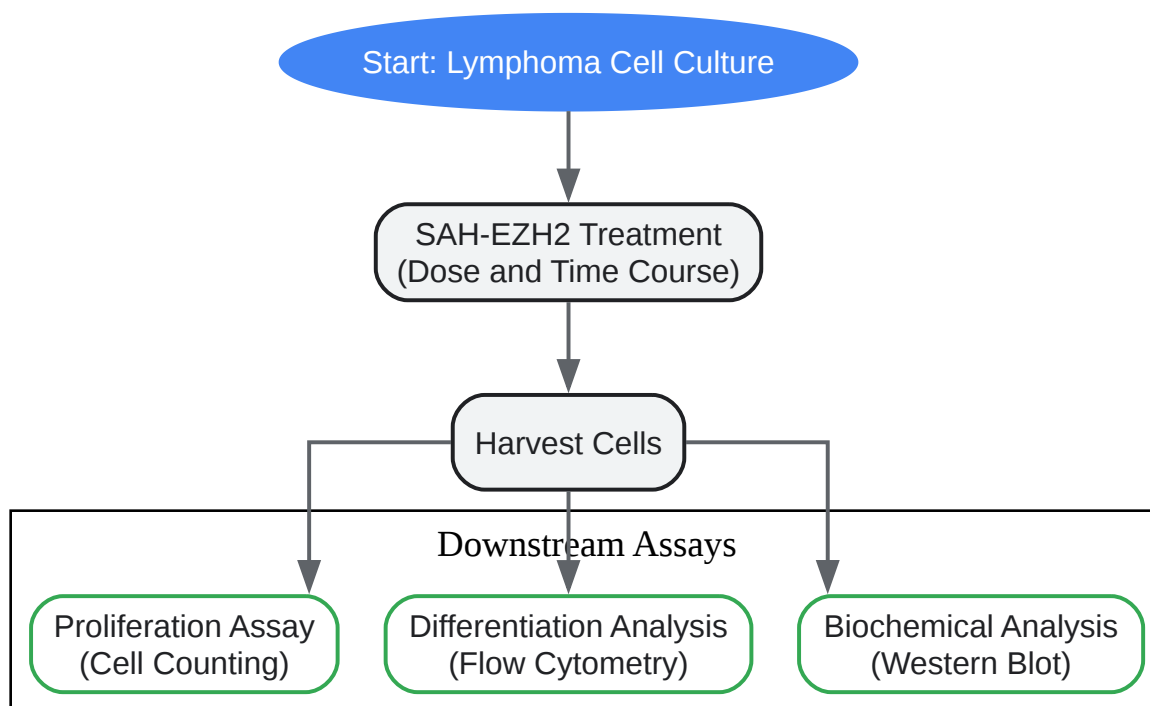 Start: Lymphoma Cell Culture
SAH-EZH2 Treatment
(Dose and Time Course)
Harvest Cells
Downstream Assays
Proliferation Assay
(Cell Counting)
Differentiation Analysis
(Flow Cytometry)
Biochemical Analysis
(Western Blot)